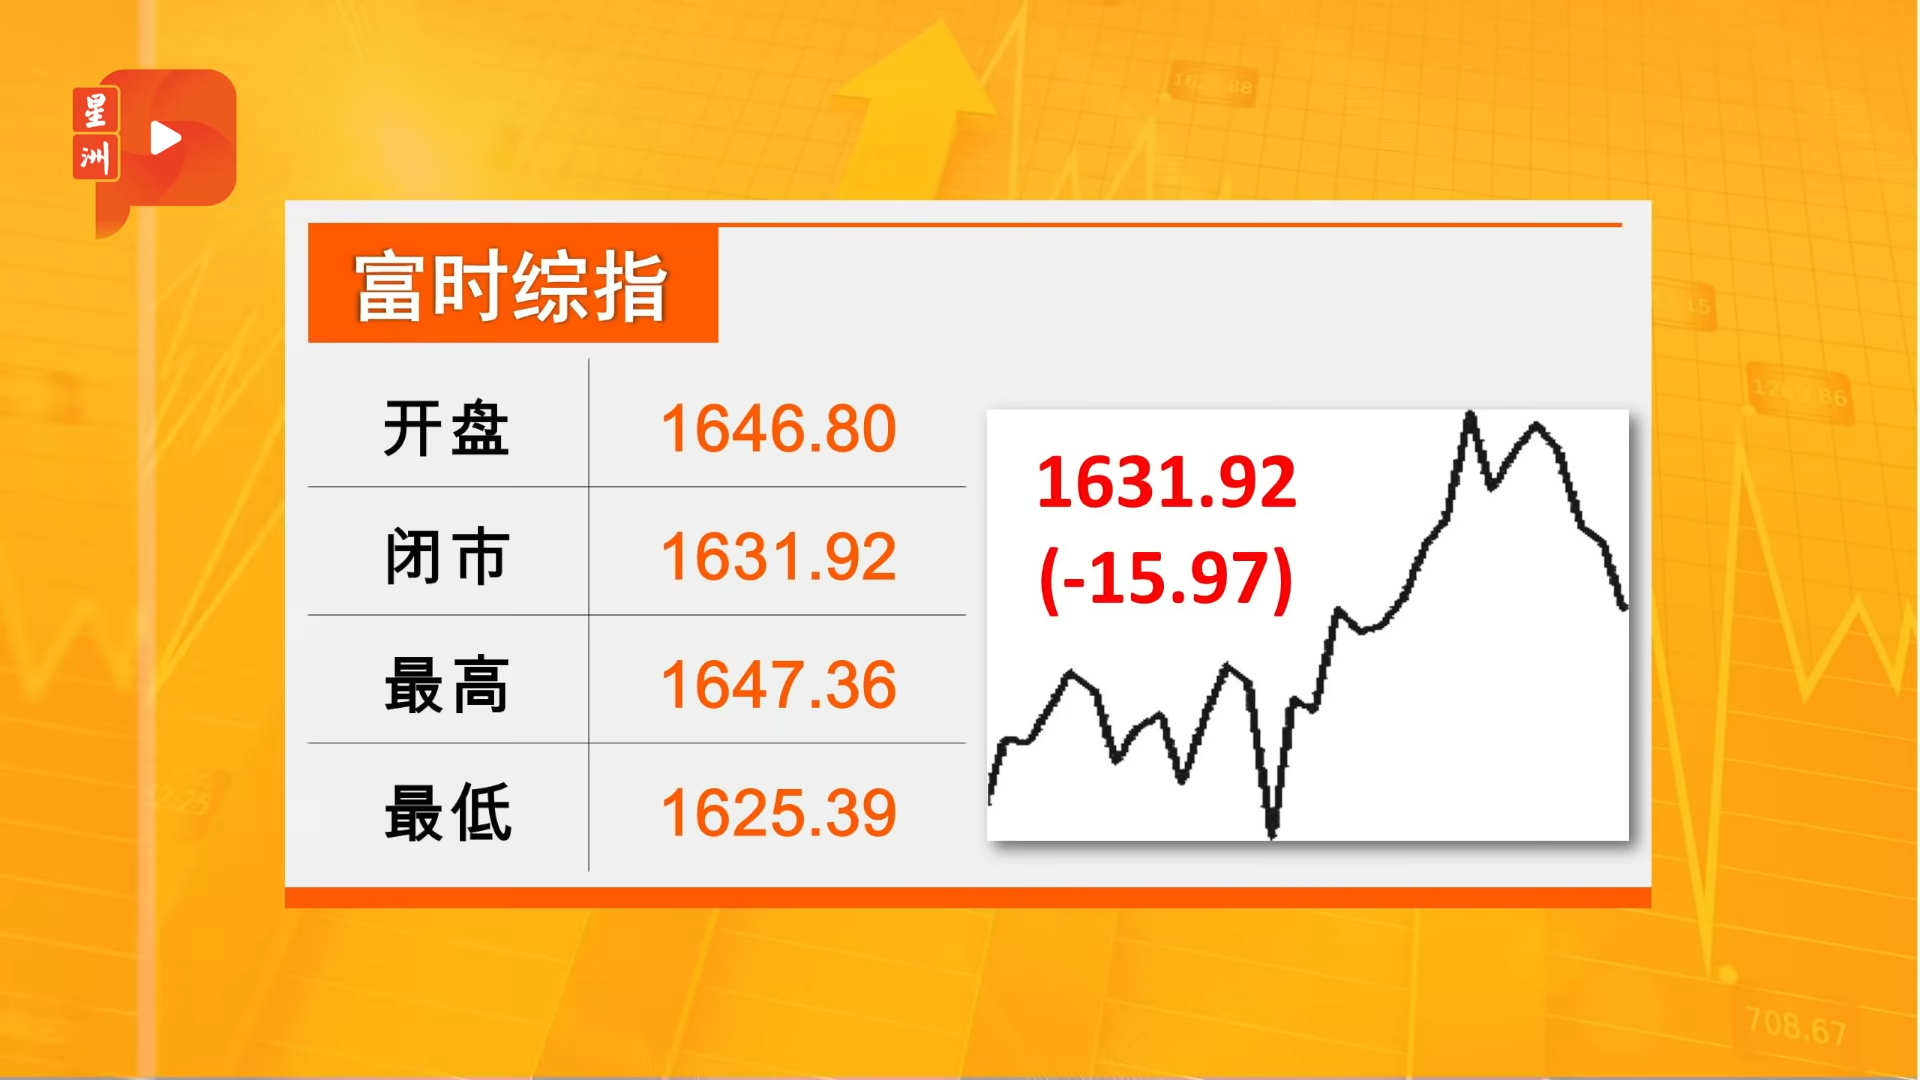 星
洲
富时综指
开盘 1646.80
闭市 1631.92
最高 1647.36
最低 1625.39
1631.92
(-15.97)
708.67